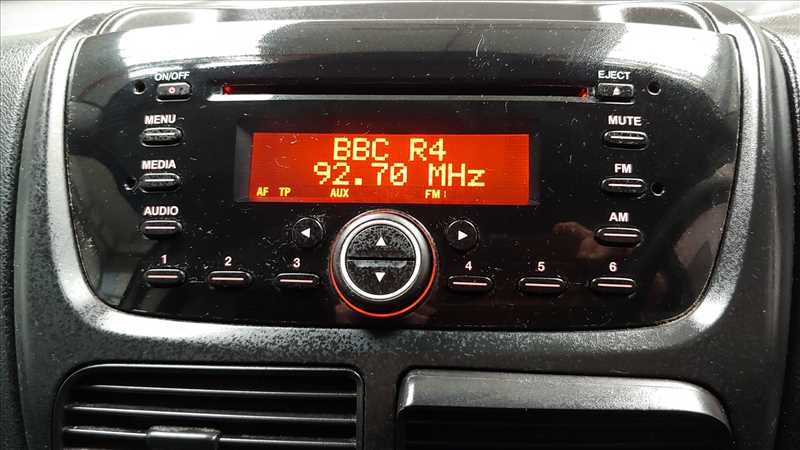 ON/OFF
EJECT
MENU
MUTE
BBC R4
92.70 MHz
MEDIA
FM
AF TP AUX FM
AUDIO
AM
1 2 3 4 5 6